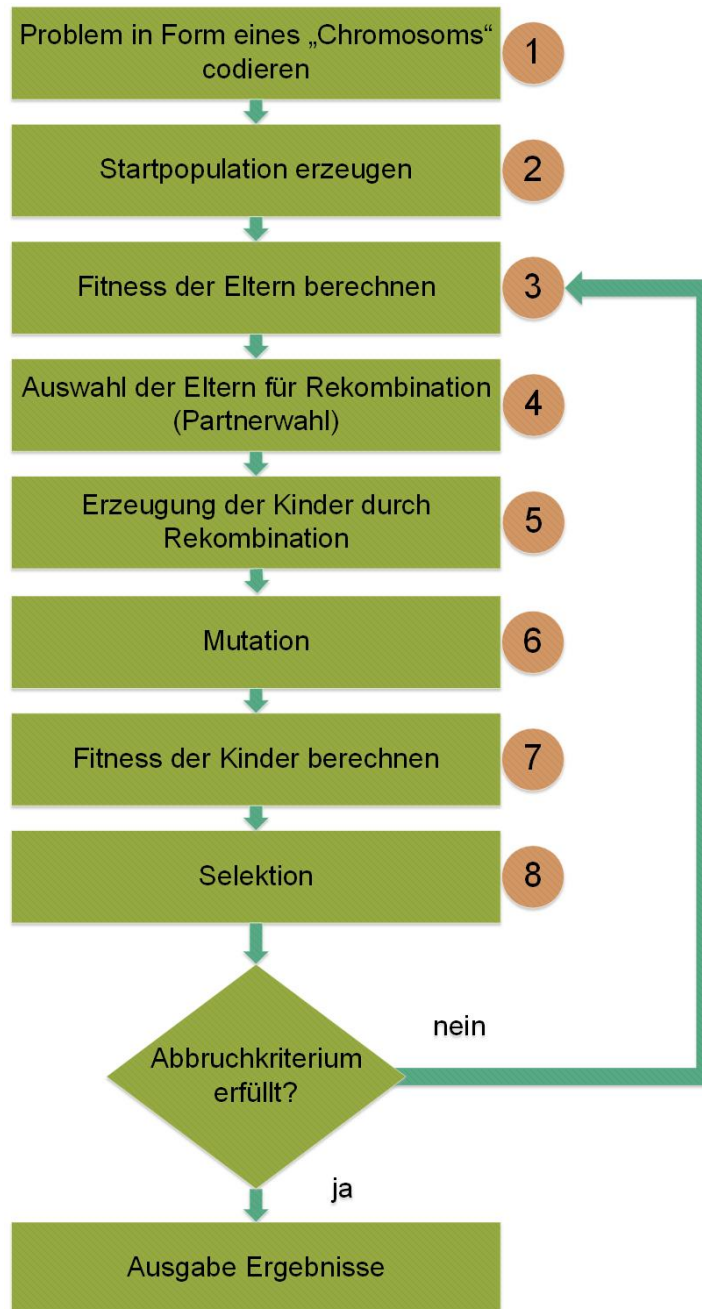 Problem in Form eines „Chromosoms“
codieren
1
Startpopulation erzeugen
2
Fitness der Eltern berechnen
3
Auswahl der Eltern für Rekombination
(Partnerwahl)
4
Erzeugung der Kinder durch
Rekombination
5
Mutation
6
Fitness der Kinder berechnen
7
Selektion
8
Abbruchkriterium
erfüllt?
nein
ja
Ausgabe Ergebnisse